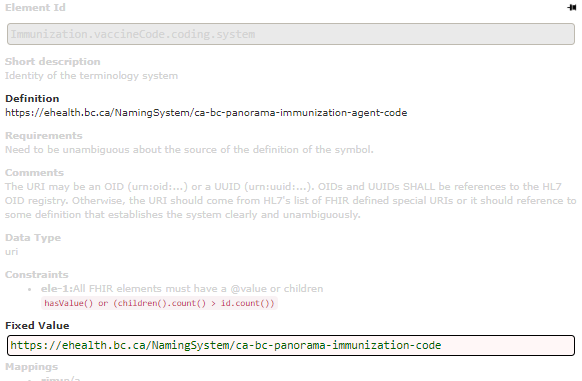 Element Id
Immunization.vaccineCode.coding.system
Short description
Identity of the terminology system
Definition
https://ehealth.bc.ca/NamingSystem/ca-bc-panorama-immunization-agent-code
Requirements
Need to be unambiguous about the source of the definition of the symbol.
Comments
The URI may be an OID (urn:oid:...) or a UUID (urn:uuid:...). OIDs and UUIDs SHALL be references to the HL7
OID registry. Otherwise, the URI should come from HL7's list of FHIR defined special URIs or it should reference to
some definition that establishes the system clearly and unambiguously.
Data Type
uri
Constraints
• ele-1:All FHIR elements must have a @value or children
hasValue() or (children().count() > id.count())
Fixed Value
https://ehealth.bc.ca/NamingSystem/ca-bc-panorama-immunization-code
Mappings